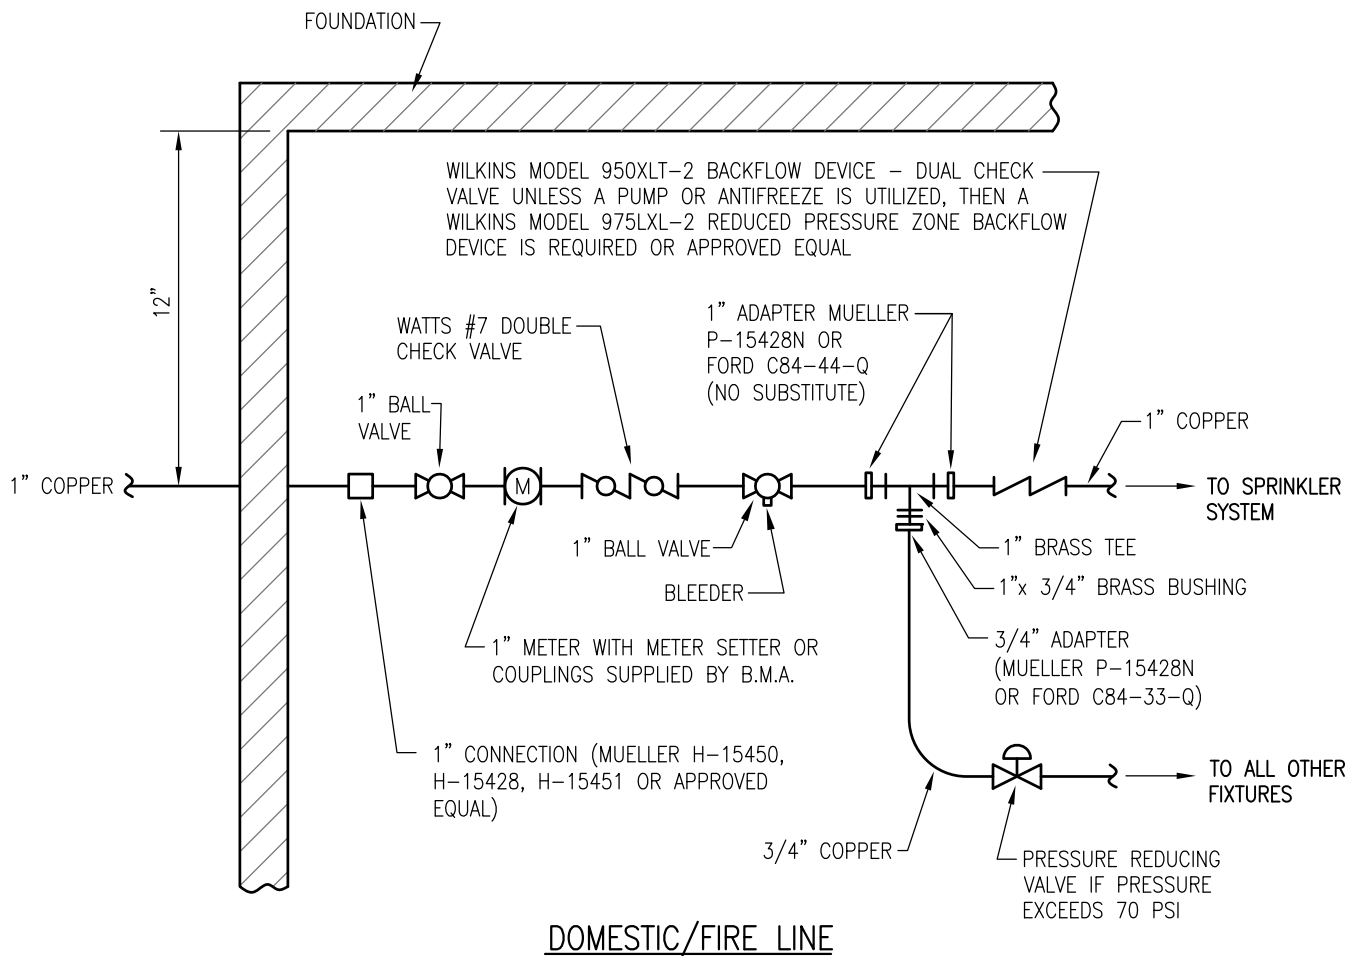 FOUNDATION
WILKINS MODEL 950XLT-2 BACKFLOW DEVICE - DUAL CHECK
VALVE UNLESS A PUMP OR ANTIFREEZE IS UTILIZED, THEN A
WILKINS MODEL 975LXL-2 REDUCED PRESSURE ZONE BACKFLOW
DEVICE IS REQUIRED OR APPROVED EQUAL
12"
WATTS #7 DOUBLE
CHECK VALVE
1" ADAPTER MUELLER
P-15428N OR
FORD C84-44-Q
(NO SUBSTITUTE)
1" BALL
VALVE
1" COPPER
1" COPPER
M
TO SPRINKLER
SYSTEM
1" BALL VALVE
1" BRASS TEE
BLEEDER
1"x 3/4" BRASS BUSHING
1" METER WITH METER SETTER OR
COUPLINGS SUPPLIED BY B.M.A.
3/4" ADAPTER
(MUELLER P-15428N
OR FORD C84-33-Q)
1" CONNECTION (MUELLER H-15450,
H-15428, H-15451 OR APPROVED
EQUAL)
TO ALL OTHER
FIXTURES
3/4" COPPER
PRESSURE REDUCING
VALVE IF PRESSURE
EXCEEDS 70 PSI
DOMESTIC/FIRE LINE